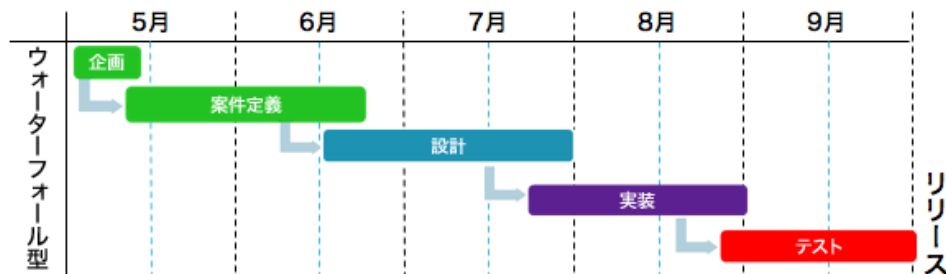 5月 6月 7月 8月 9月
ウォーターフォール型
企画
案件定義
設計
実装
テスト
リリース